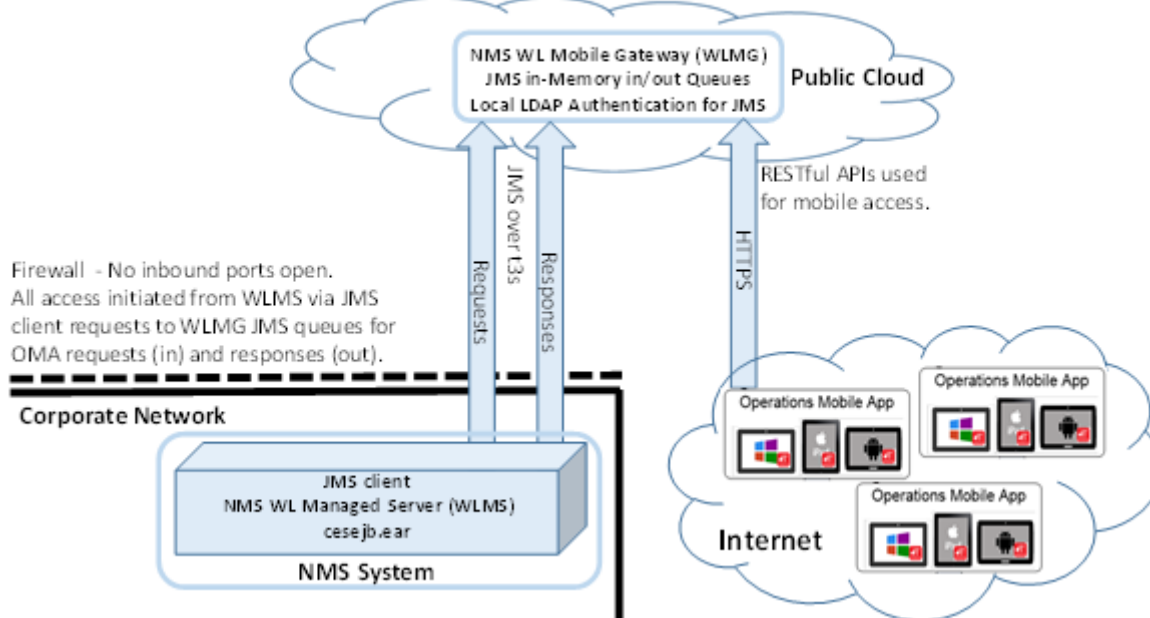 NMS WL Mobile Gateway (WLMG)
JMS in-Memory in/out Queues
Local LDAP Authentication for JMS
Public Cloud
RESTful APIs used
for mobile access.
JMS over t3s
Requests
Responses
HTTPS
Firewall - No inbound ports open.
All access initiated from WLMS via JMS
client requests to WLMG JMS queues for
OMA requests (in) and responses (out).
Corporate Network
JMS client
NMS WL Managed Server (WLMS)
cesejb.ear
NMS System
Operations Mobile App
Operations Mobile App
Operations Mobile App
Internet